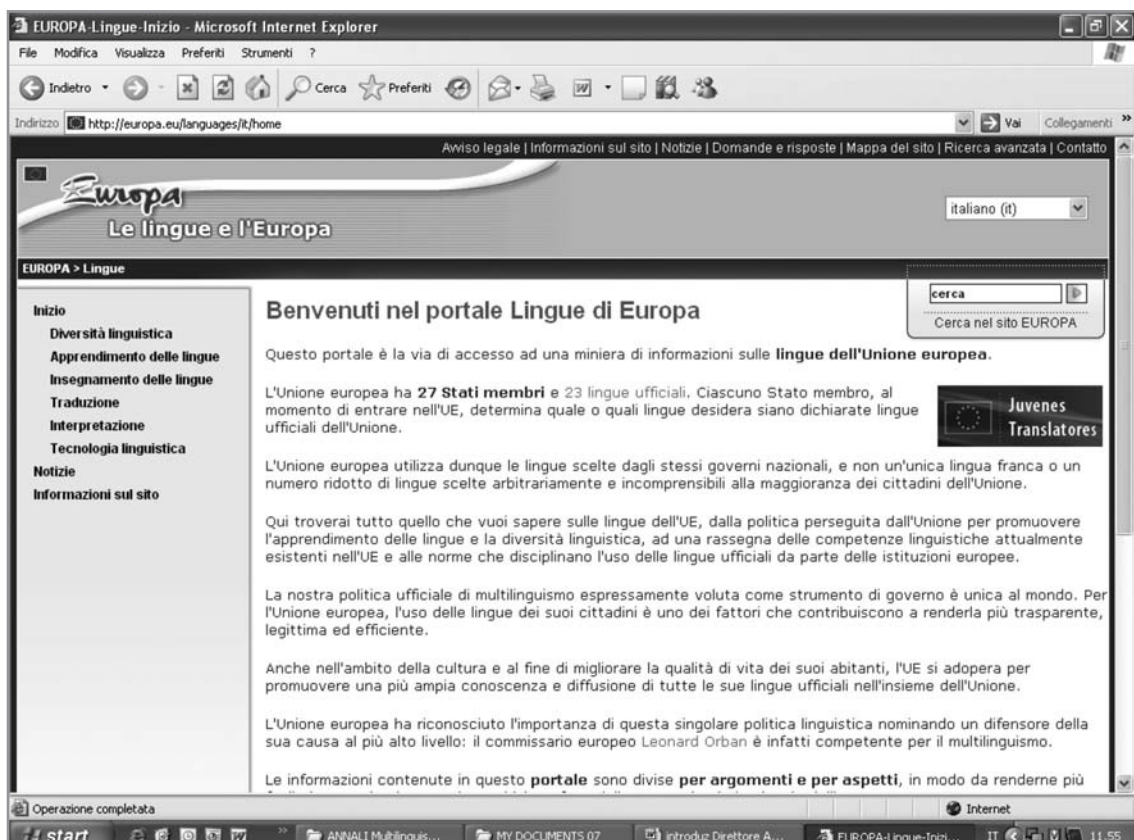 EUROPA-Lingue-Inizio - Microsoft Internet Explorer
File Modifica Visualizza Preferiti Strumenti ?
Indietro Cerca Preferiti
Indirizzo http://europa.eu/languages/it/home Vai Collegamenti »
Avviso legale | Informazioni sul sito | Notizie | Domande e risposte | Mappa del sito | Ricerca avanzata | Contatto
Europa
italiano (it)
Le lingue e l'Europa
EUROPA > Lingue
cerca
Cerca nel sito EUROPA
Inizio
Diversità linguistica
Apprendimento delle lingue
Insegnamento delle lingue
Traduzione
Interpretazione
Tecnologia linguistica
Notizie
Informazioni sul sito
Benvenuti nel portale Lingue di Europa
Questo portale è la via di accesso ad una miniera di informazioni sulle lingue dell'Unione europea.
L'Unione europea ha 27 Stati membri e 23 lingue ufficiali. Ciascuno Stato membro, al
momento di entrare nell'UE, determina quale o quali lingue desidera siano dichiarate lingue
ufficiali dell'Unione.
Juvenes
Translatores
L'Unione europea utilizza dunque le lingue scelte dagli stessi governi nazionali, e non un'unica lingua franca o un
numero ridotto di lingue scelte arbitrariamente e incomprensibili alla maggioranza dei cittadini dell'Unione.
Qui troverai tutto quello che vuoi sapere sulle lingue dell'UE, dalla politica perseguita dall'Unione per promuovere
l'apprendimento delle lingue e la diversità linguistica, ad una rassegna delle competenze linguistiche attualmente
esistenti nell'UE e alle norme che disciplinano l'uso delle lingue ufficiali da parte delle istituzioni europee.
La nostra politica ufficiale di multilinguismo espressamente voluta come strumento di governo è unica al mondo. Per
l'Unione europea, l'uso delle lingue dei suoi cittadini è uno dei fattori che contribuiscono a renderla più trasparente,
legittima ed efficiente.
Anche nell'ambito della cultura e al fine di migliorare la qualità di vita dei suoi abitanti, l'UE si adopera per
promuovere una più ampia conoscenza e diffusione di tutte le sue lingue ufficiali nell'insieme dell'Unione.
L'Unione europea ha riconosciuto l'importanza di questa singolare politica linguistica nominando un difensore della
sua causa al più alto livello: il commissario europeo Leonard Orban è infatti competente per il multilinguismo.
Le informazioni contenute in questo portale sono divise per argomenti e per aspetti, in modo da renderne più
Operazione completata Internet
start » ANNALI Multilinguis... MY DOCUMENTS 07 introduz Direttore A... EUROPA-Lingue-Inizi... IT 11.55